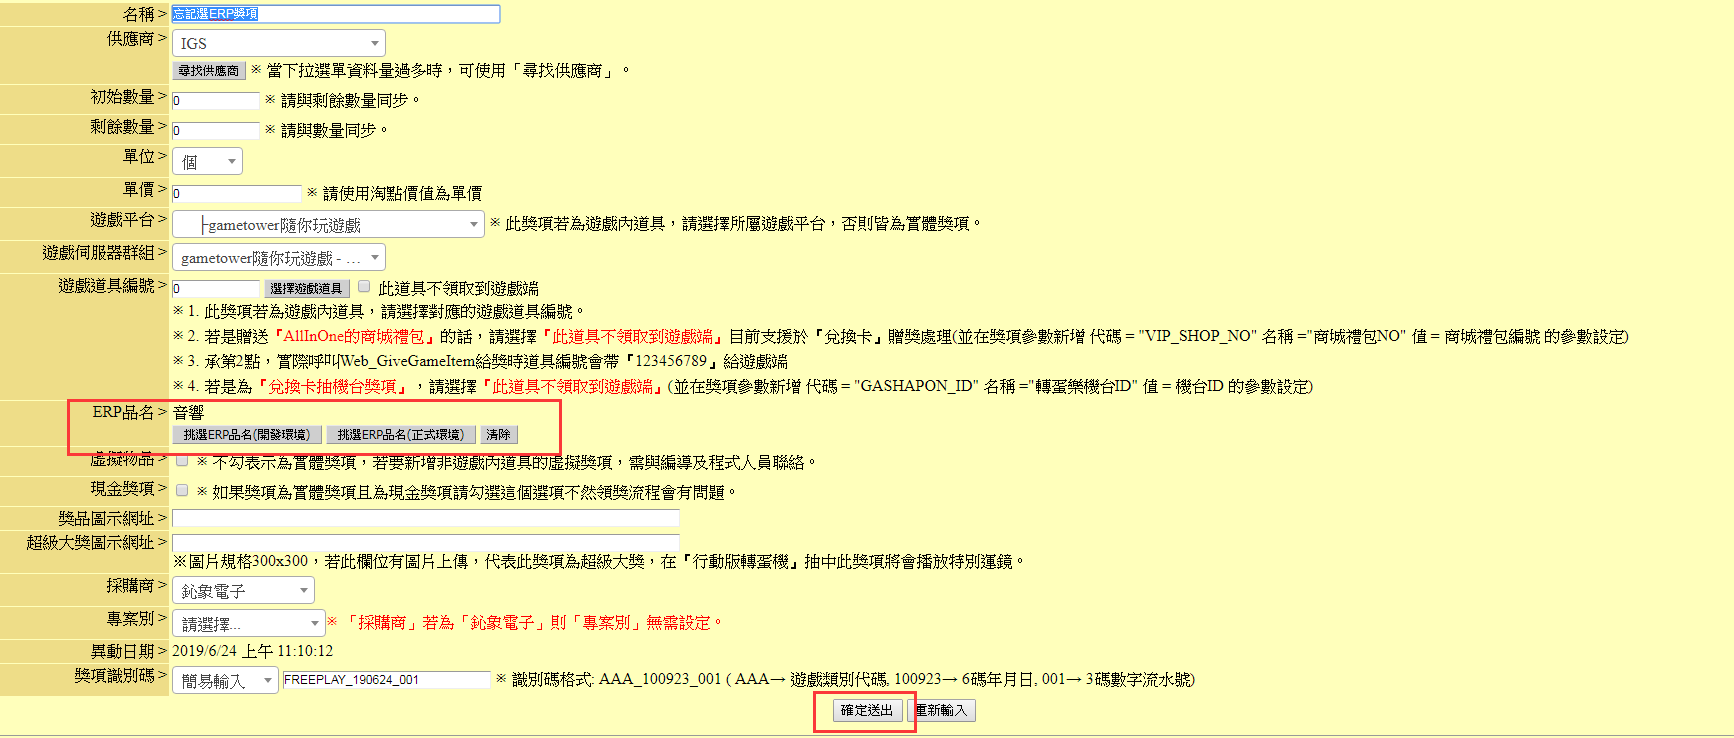 名稱 > 忘記選ERP獎項
供應商 > IGS
尋找供應商 ※ 當下拉選單資料量過多時，可使用「尋找供應商」。
初始數量 > 0 ※ 請與剩餘數量同步。
剩餘數量 > 0 ※ 請與數量同步。
單位 > 個
單價 > 0 ※ 請使用淘點價值為單價
遊戲平台 > ├gametower隨你玩遊戲 ※ 此獎項若為遊戲內道具，請選擇所屬遊戲平台，否則皆為實體獎項。
遊戲伺服器群組 > gametower隨你玩遊戲 - …
遊戲道具編號 > 0 選擇遊戲道具 此道具不領取到遊戲端
※ 1. 此獎項若為遊戲內道具，請選擇對應的遊戲道具編號。
※ 2. 若是贈送『AllInOne的商城禮包』的話，請選擇『此道具不領取到遊戲端』目前支援於『兌換卡』贈獎處理(並在獎項參數新增 代碼 = "VIP_SHOP_NO" 名稱 ="商城禮包NO" 值 = 商城禮包編號 的參數設定)
※ 3. 承第2點，實際呼叫Web_GiveGameItem給獎時道具編號會帶『123456789』給遊戲端
※ 4. 若是為『兌換卡抽機台獎項』，請選擇『此道具不領取到遊戲端』(並在獎項參數新增 代碼 = "GASHAPON_ID" 名稱 ="轉蛋樂機台ID" 值 = 機台ID 的參數設定)
ERP品名 > 音響
挑選ERP品名(開發環境) 挑選ERP品名(正式環境) 清除
虛擬物品 > ※ 不勾表示為實體獎項，若要新增非遊戲內道具的虛擬獎項，需與編導及程式人員聯絡。
現金獎項 > ※ 如果獎項為實體獎項且為現金獎項請勾選這個選項不然領獎流程會有問題。
獎品圖示網址 >
超級大獎圖示網址 >
※圖片規格300x300，若此欄位有圖片上傳，代表此獎項為超級大獎，在『行動版轉蛋機』抽中此獎項將會播放特別運鏡。
採購商 > 鈊象電子
專案別 > 請選擇... ※ 「採購商」若為「鈊象電子」則「專案別」無需設定。
異動日期 > 2019/6/24 上午 11:10:12
獎項識別碼 > 簡易輸入 FREEPLAY_190624_001 ※ 識別碼格式: AAA_100923_001 ( AAA→ 遊戲類別代碼, 100923→ 6碼年月日, 001→ 3碼數字流水號)
確定送出 重新輸入